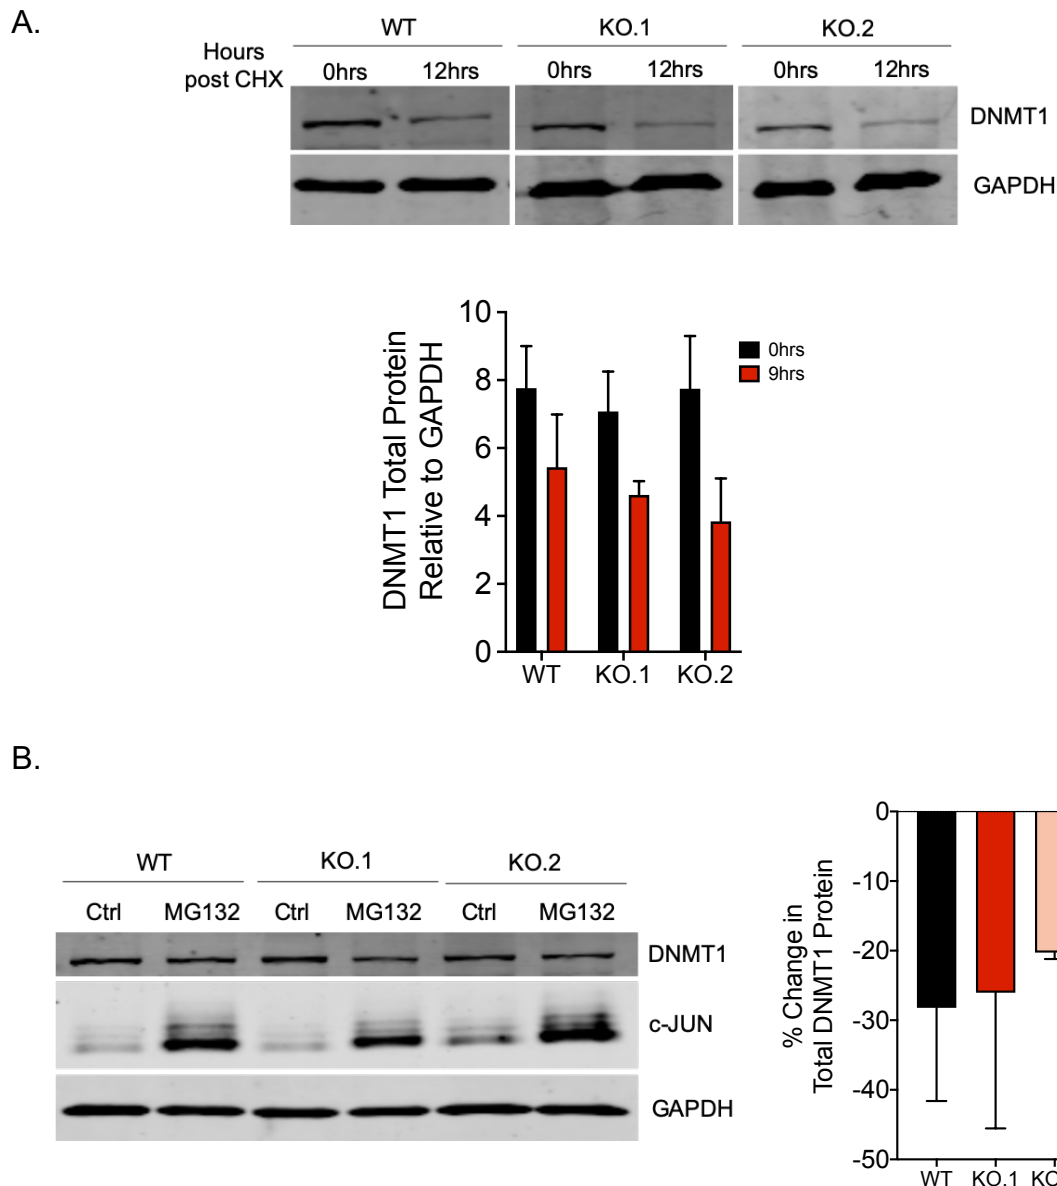 A.
WT KO.1 KO.2
Hours
post CHX
0hrs 12hrs 0hrs 12hrs 0hrs 12hrs
DNMT1
GAPDH
10
8
6
4
2
0
DNMT1 Total Protein
Relative to GAPDH
0hrs
9hrs
WT KO.1 KO.2
B.
WT KO.1 KO.2
Ctrl MG132 Ctrl MG132 Ctrl MG132
DNMT1
c-JUN
GAPDH
0
-10
-20
-30
-40
-50
% Change in
Total DNMT1 Protein
WT KO.1 KO